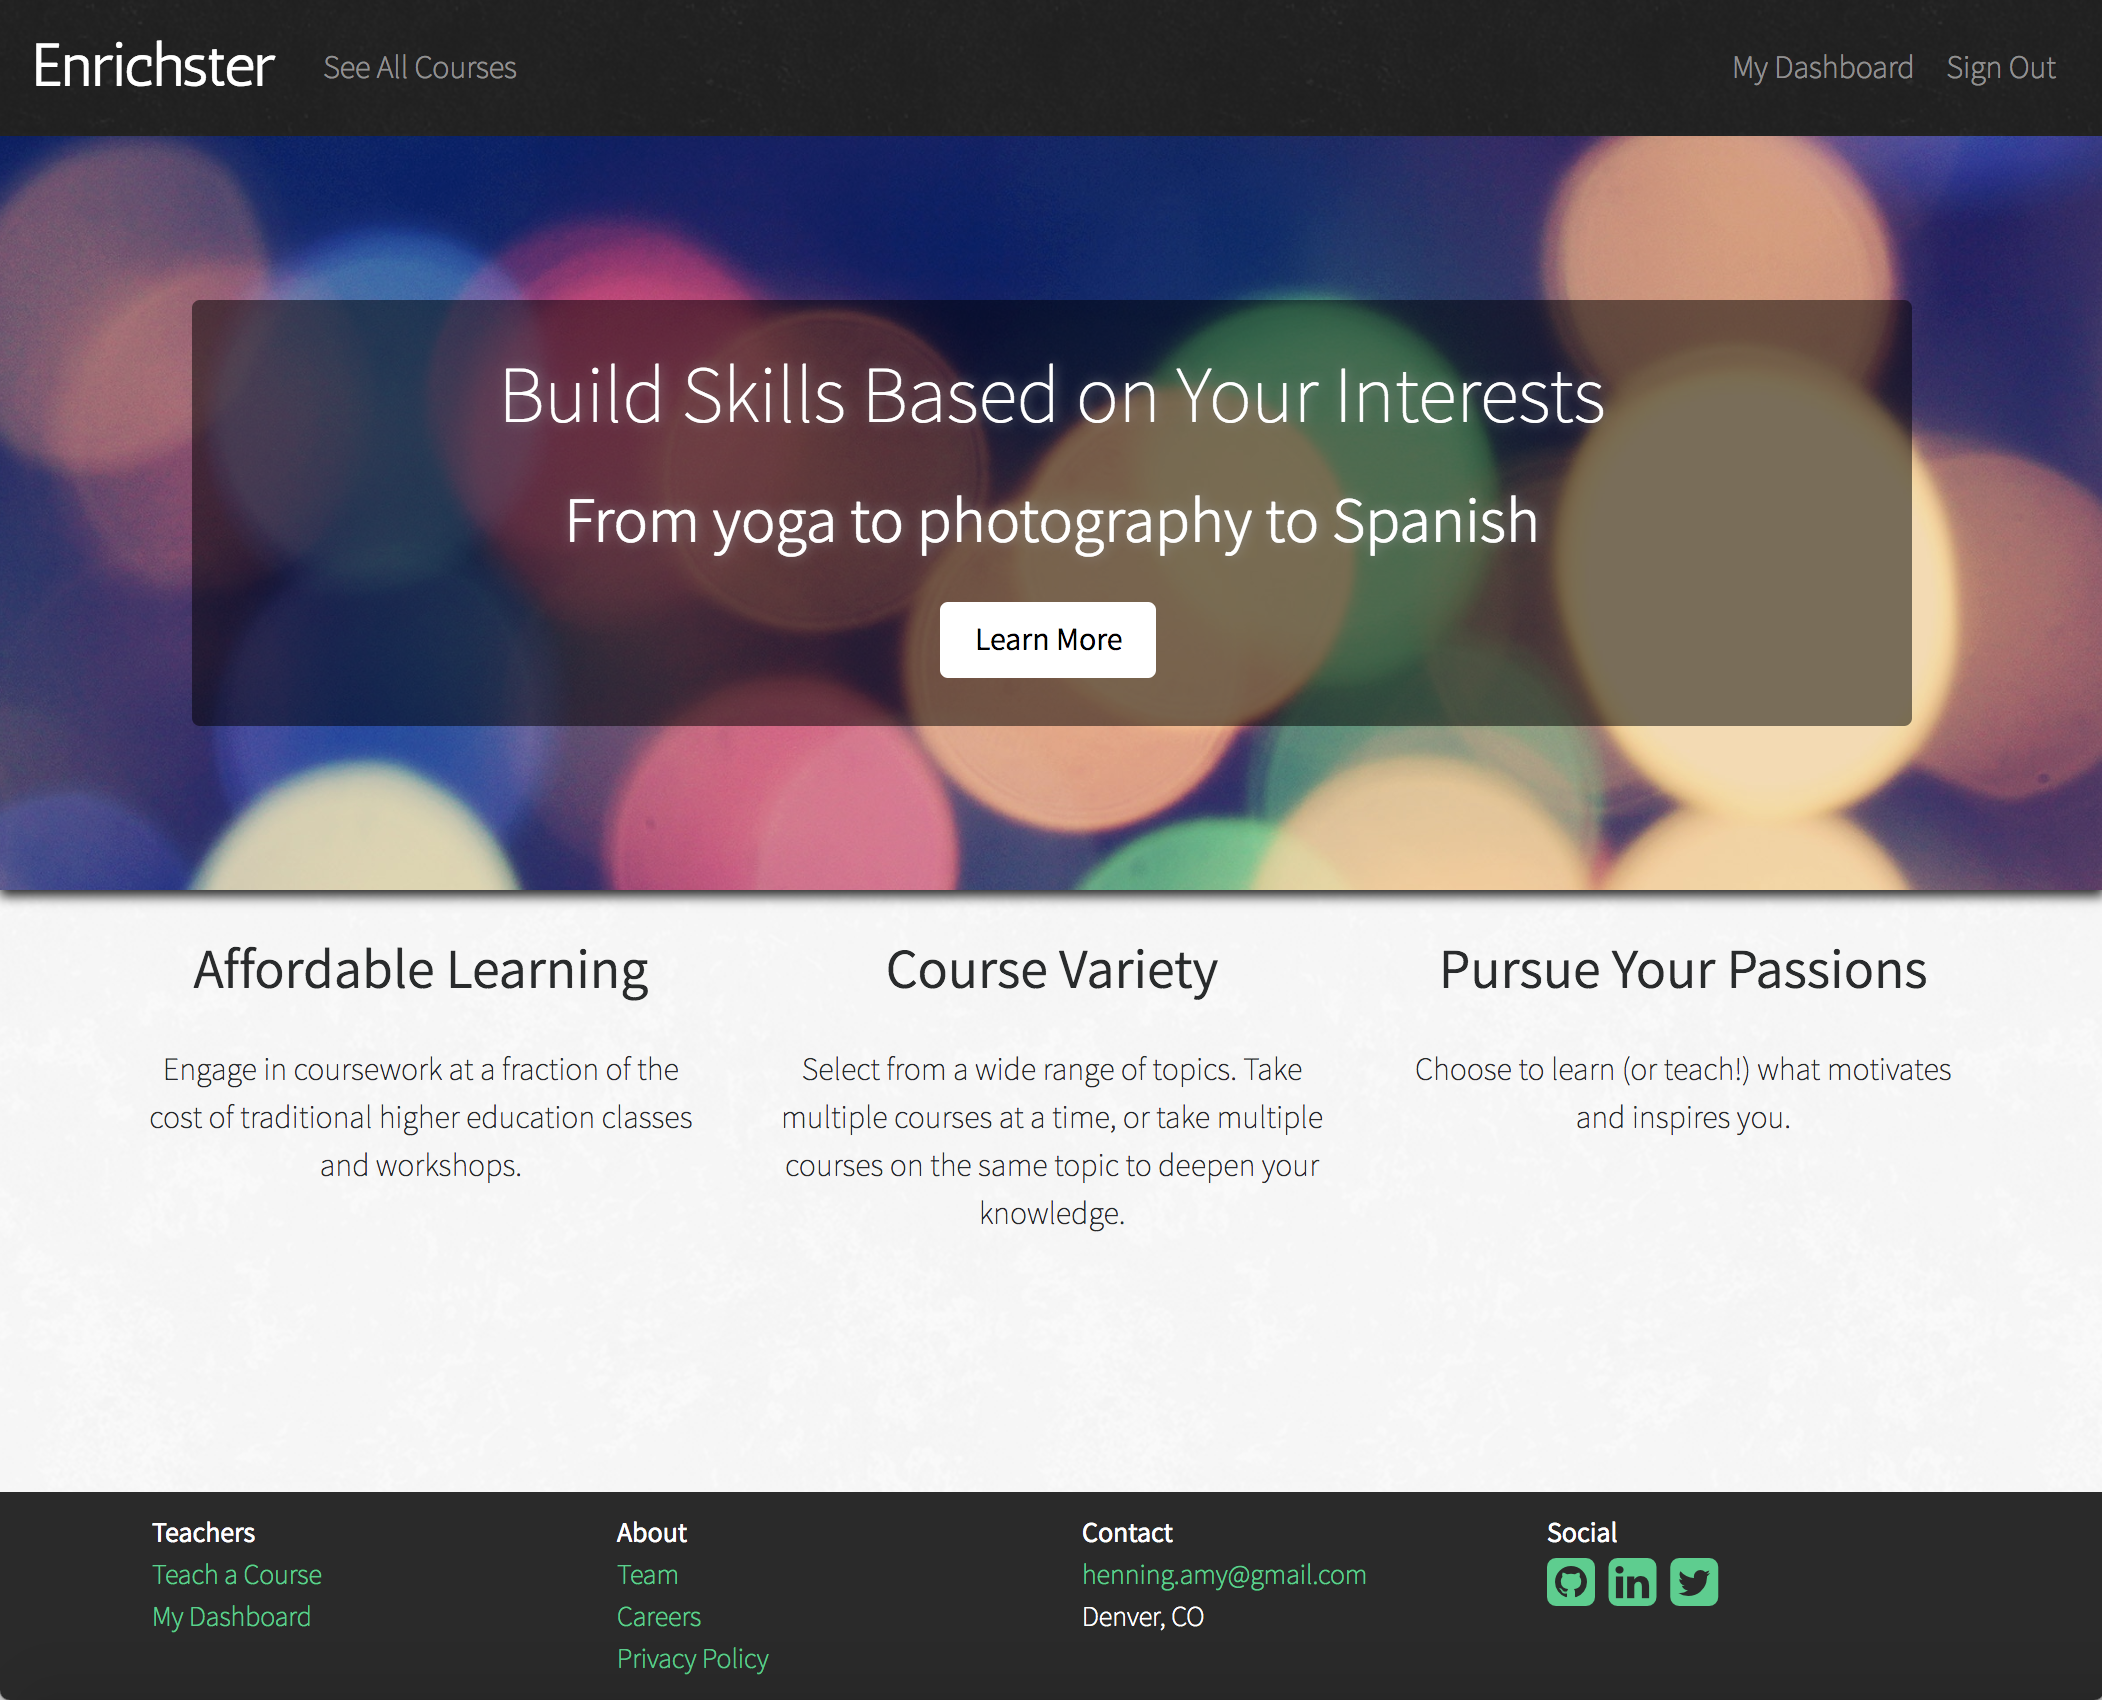 Enrichster
See All Courses
My Dashboard
Sign Out
Build Skills Based on Your Interests
From yoga to photography to Spanish
Learn More
Affordable Learning
Engage in coursework at a fraction of the
cost of traditional higher education classes
and workshops.
Course Variety
Select from a wide range of topics. Take
multiple courses at a time, or take multiple
courses on the same topic to deepen your
knowledge.
Pursue Your Passions
Choose to learn (or teach!) what motivates
and inspires you.
Teachers
Teach a Course
My Dashboard
About
Team
Careers
Privacy Policy
Contact
henning.amy@gmail.com
Denver, CO
Social
in